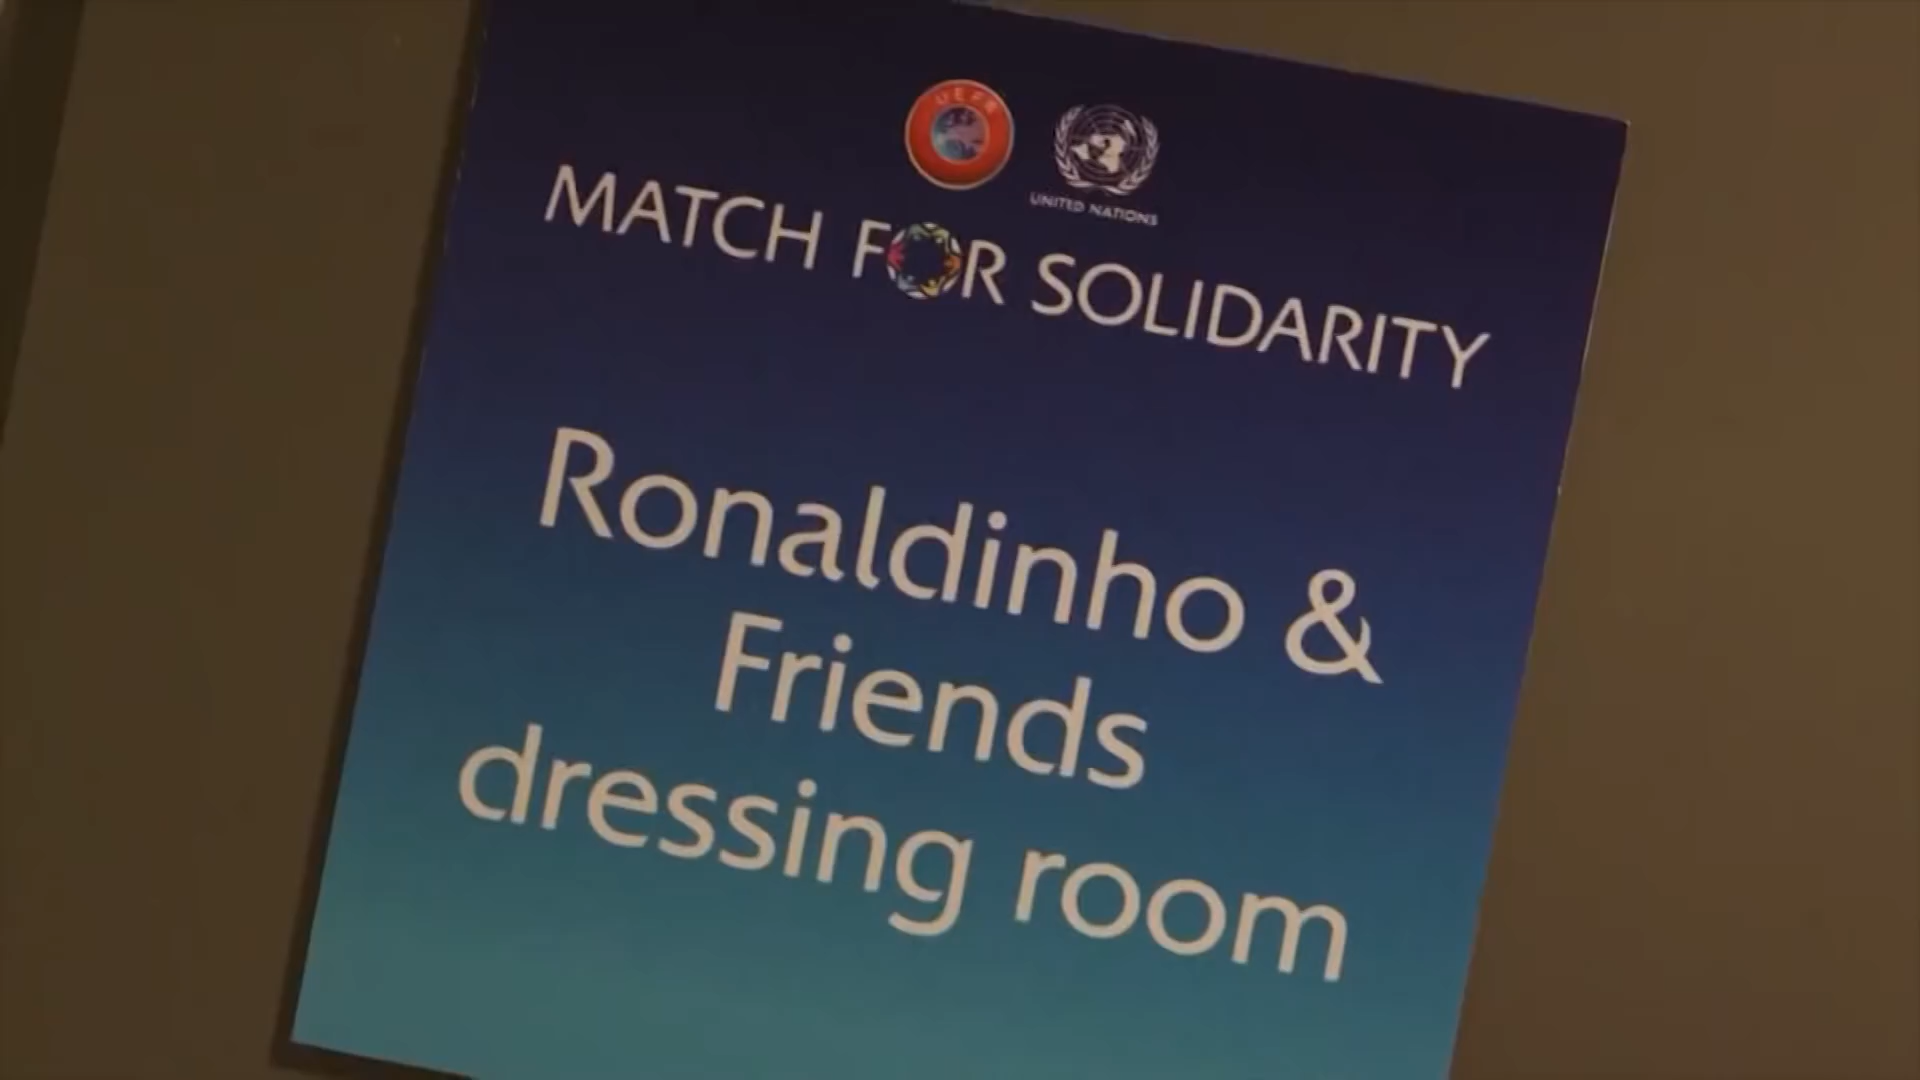 UEFA
UNITED NATIONS
MATCH FOR SOLIDARITY
Ronaldinho &
Friends
dressing room